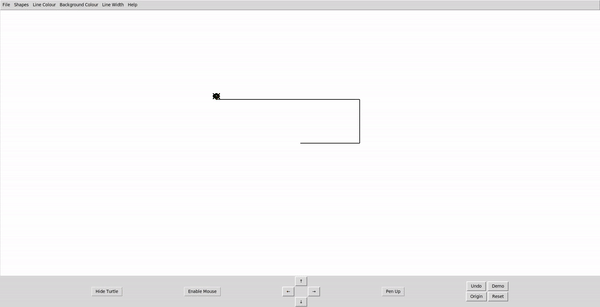 File Shapes Line Colour Background Colour Line Width Help
↑
Undo Demo
Hide Turtle Enable Mouse ← → Pen Up
Origin Reset
↓